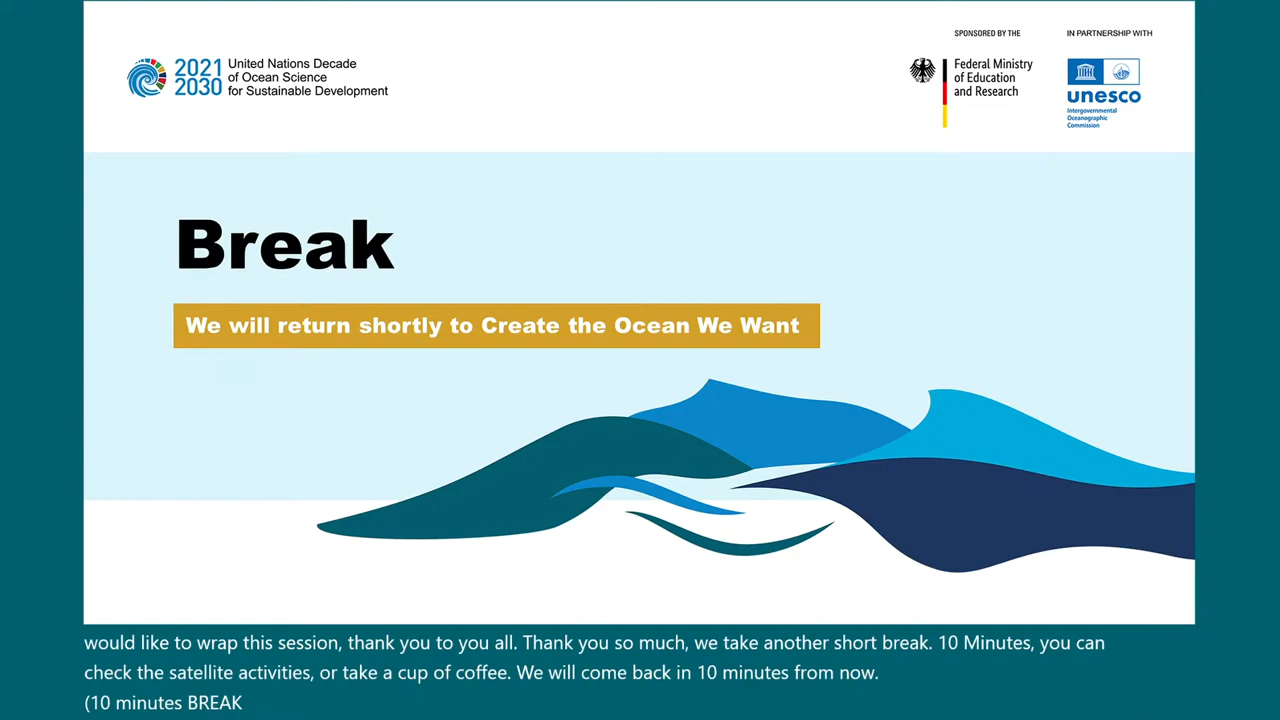 2021
2030
United Nations Decade
of Ocean Science
for Sustainable Development
SPONSORED BY THE
Federal Ministry
of Education
and Research
IN PARTNERSHIP WITH
unesco
Intergovernmental
Oceanographic
Commission
Break
We will return shortly to Create the Ocean We Want
would like to wrap this session, thank you to you all. Thank you so much, we take another short break. 10 Minutes, you can
check the satellite activities, or take a cup of coffee. We will come back in 10 minutes from now.
(10 minutes BREAK